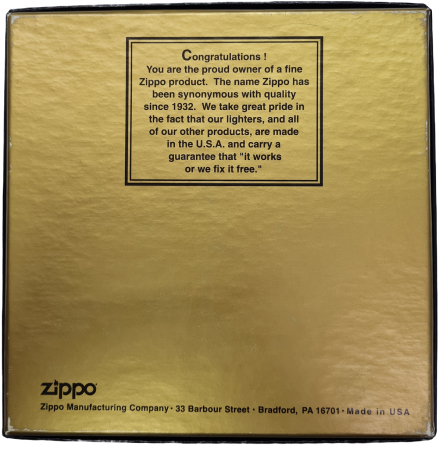 Congratulations !
You are the proud owner of a fine
Zippo product. The name Zippo has
been synonymous with quality
since 1932. We take great pride in
the fact that our lighters, and all
of our other products, are made
in the U.S.A. and carry a
guarantee that "it works
or we fix it free."
zippo
Zippo Manufacturing Company • 33 Barbour Street • Bradford, PA 16701 • Made in USA